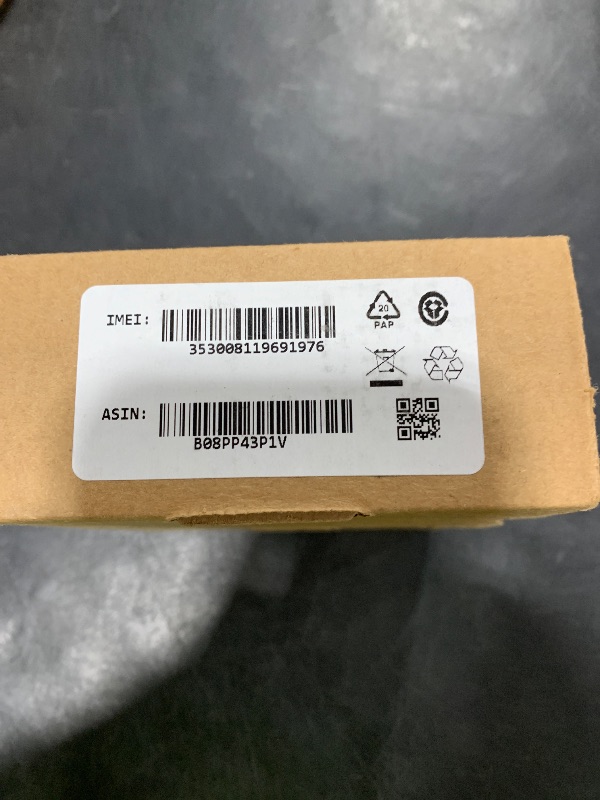 IMEI:
353008119691976
20
PAP
ASIN:
B08PP43P1V